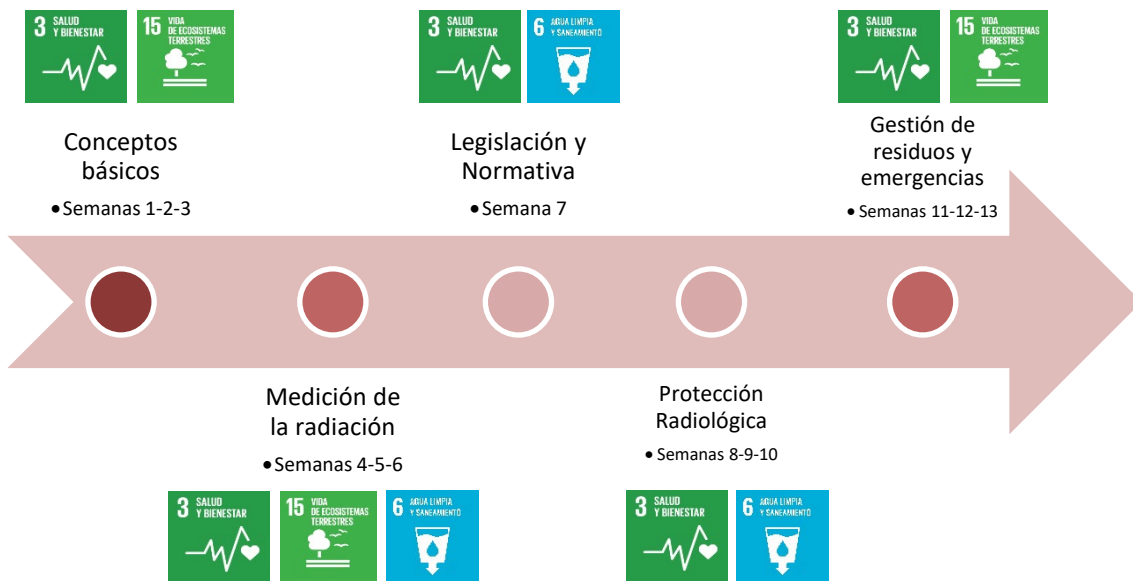 3 SALUD
Y BIENESTAR
15 VIDA
DE ECOSISTEMAS
TERRESTRES
Conceptos
básicos
• Semanas 1-2-3
3 SALUD
Y BIENESTAR
6 AGUA LIMPIA
Y SANEAMIENTO
Legislación y
Normativa
• Semana 7
3 SALUD
Y BIENESTAR
15 VIDA
DE ECOSISTEMAS
TERRESTRES
Gestión de
residuos y
emergencias
• Semanas 11-12-13
Medición de
la radiación
• Semanas 4-5-6
3 SALUD
Y BIENESTAR
15 VIDA
DE ECOSISTEMAS
TERRESTRES
6 AGUA LIMPIA
Y SANEAMIENTO
Protección
Radiológica
• Semanas 8-9-10
3 SALUD
Y BIENESTAR
6 AGUA LIMPIA
Y SANEAMIENTO